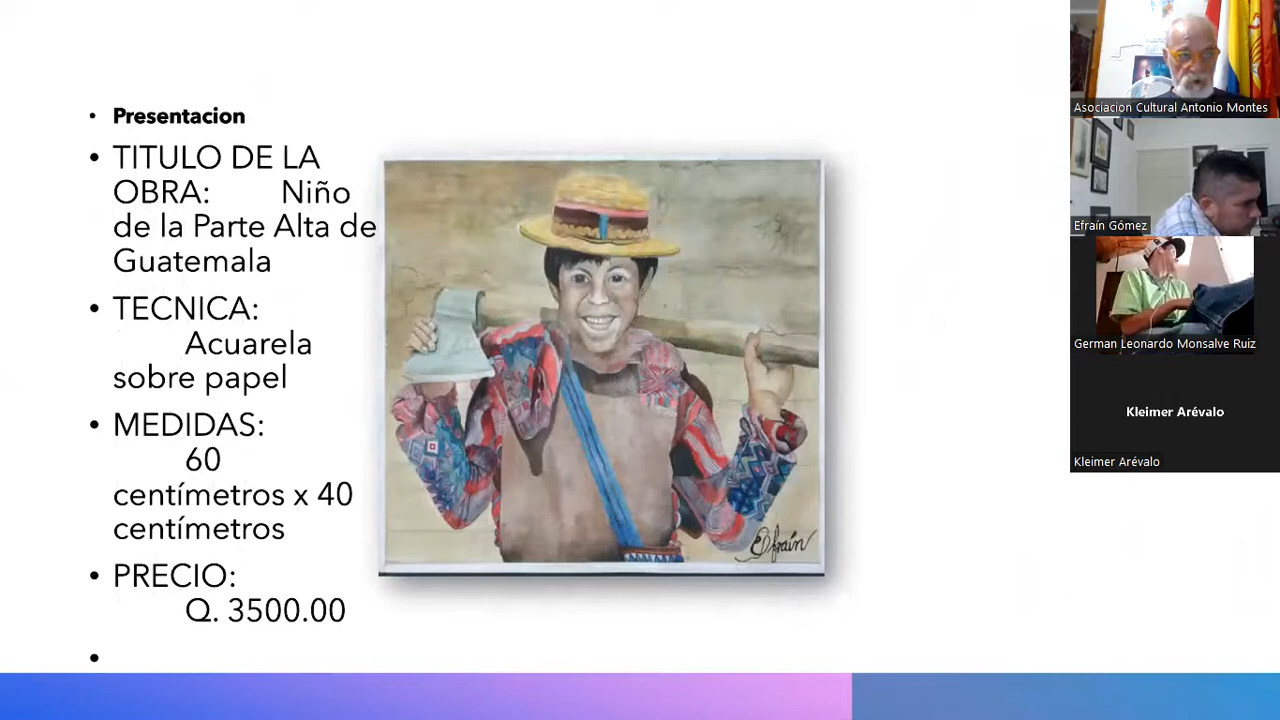 • Presentacion
• TITULO DE LA
OBRA: Niño
de la Parte Alta de
Guatemala
• TECNICA:
Acuarela
sobre papel
• MEDIDAS:
60
centímetros x 40
centímetros
• PRECIO:
Q. 3500.00
•
Efraín
Asociacion Cultural Antonio Montes
Efraín Gómez
German Leonardo Monsalve Ruiz
Kleimer Arévalo
Kleimer Arévalo